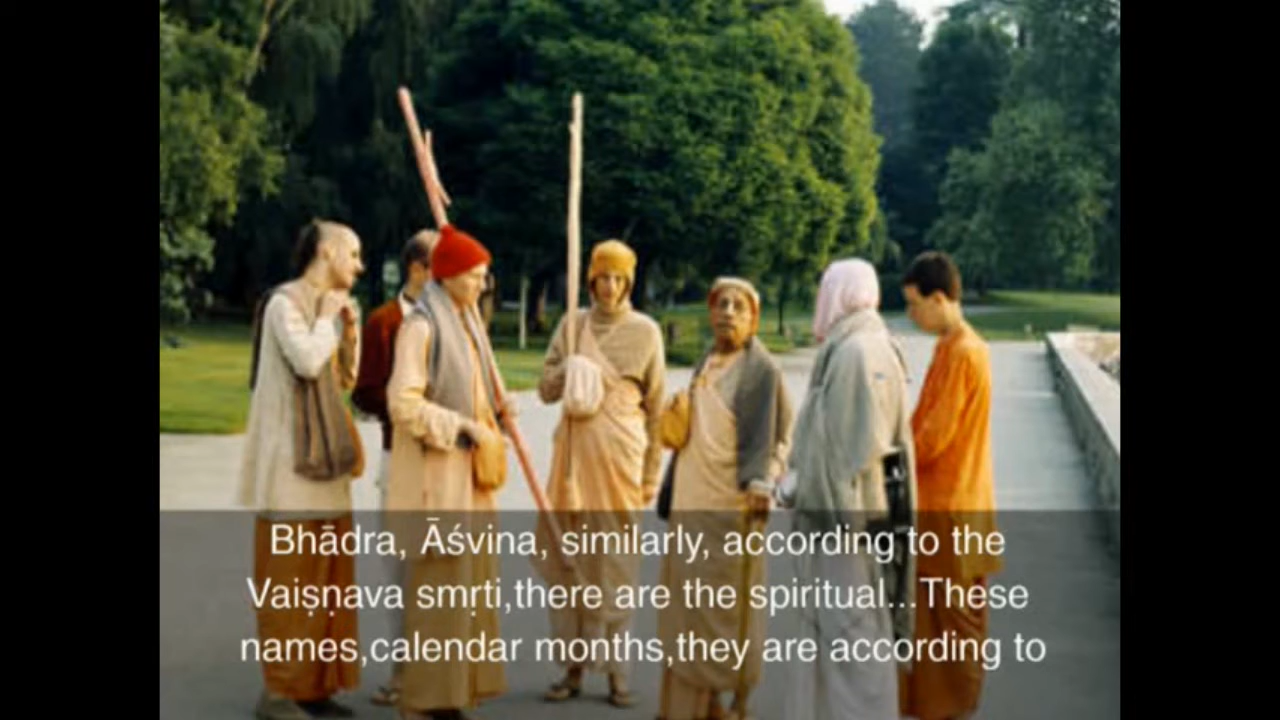 Bhādra, Āśvina, similarly, according to the
Vaiṣṇava smṛti,there are the spiritual...These
names,calendar months,they are according to